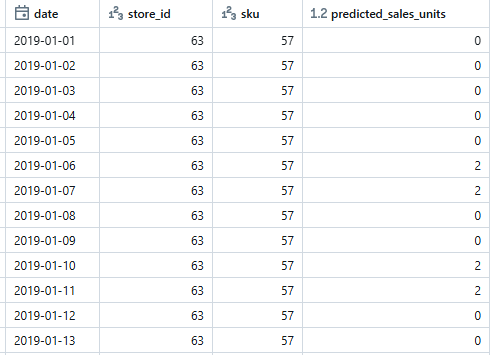 date 1²3 store_id 1²3 sku 1.2 predicted_sales_units
2019-01-01 63 57 0
2019-01-02 63 57 0
2019-01-03 63 57 0
2019-01-04 63 57 0
2019-01-05 63 57 0
2019-01-06 63 57 2
2019-01-07 63 57 2
2019-01-08 63 57 0
2019-01-09 63 57 0
2019-01-10 63 57 2
2019-01-11 63 57 2
2019-01-12 63 57 0
2019-01-13 63 57 0